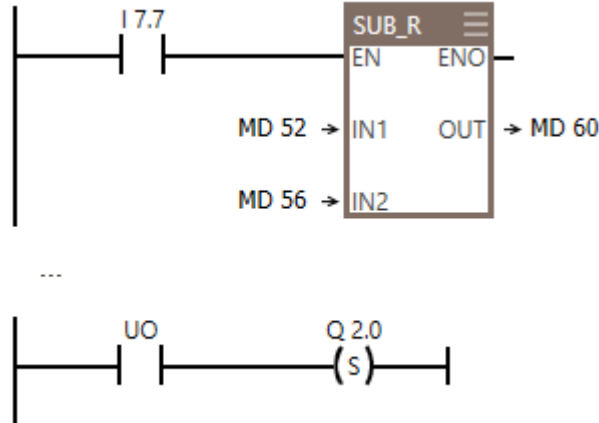 I 7.7
SUB_R
EN ENO
MD 52 → IN1 OUT → MD 60
MD 56 → IN2
...
UO Q 2.0
( S )